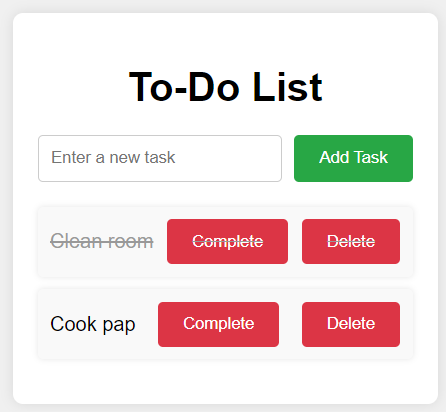 To-Do List
Enter a new task Add Task
Clean room Complete Delete
Cook pap Complete Delete